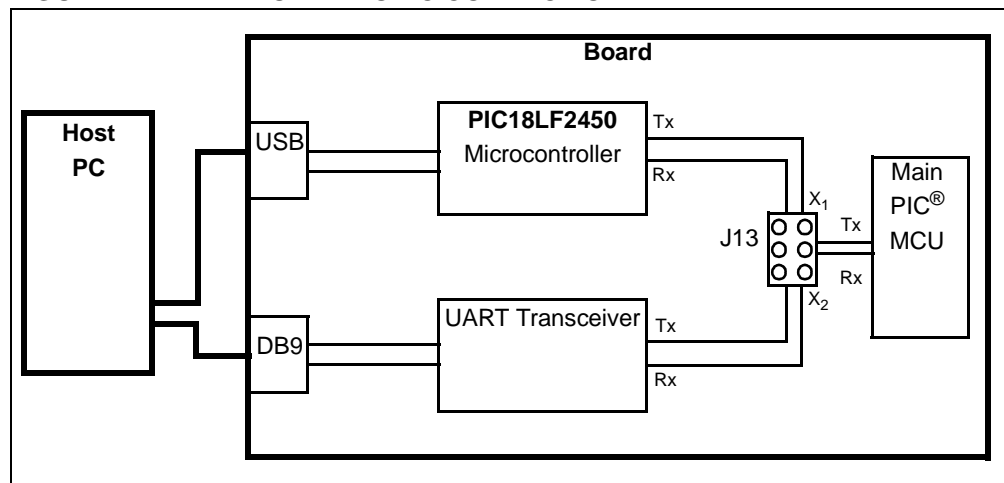 Board
Host
PC
USB
PIC18LF2450
Microcontroller
Tx
Rx
X1
J13
Tx
Rx
X2
Main
PIC®
MCU
DB9
UART Transceiver
Tx
Rx